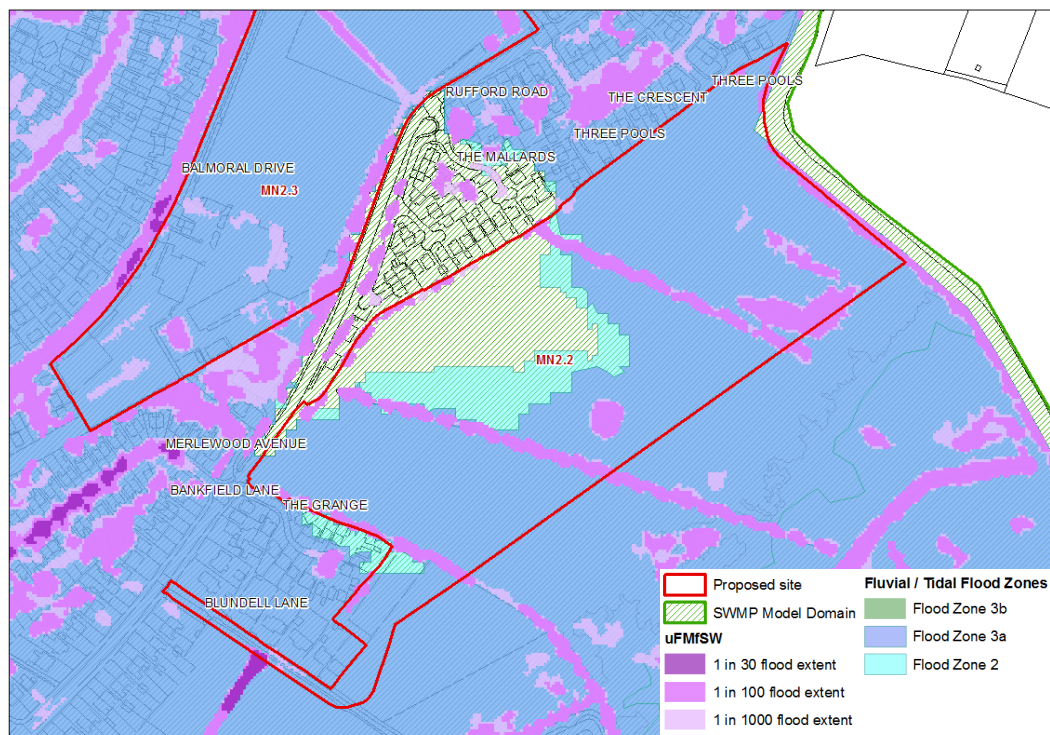 THREE POOLS
RUFFORD ROAD
THE CRESCENT
THREE POOLS
THE MALLARDS
BALMORAL DRIVE
MN2.3
MN2.2
MERLEWOOD AVENUE
BANKFIELD LANE
THE GRANGE
BLUNDELL LANE
Proposed site
SWMP Model Domain
uFMfSW
1 in 30 flood extent
1 in 100 flood extent
1 in 1000 flood extent
Fluvial / Tidal Flood Zones
Flood Zone 3b
Flood Zone 3a
Flood Zone 2